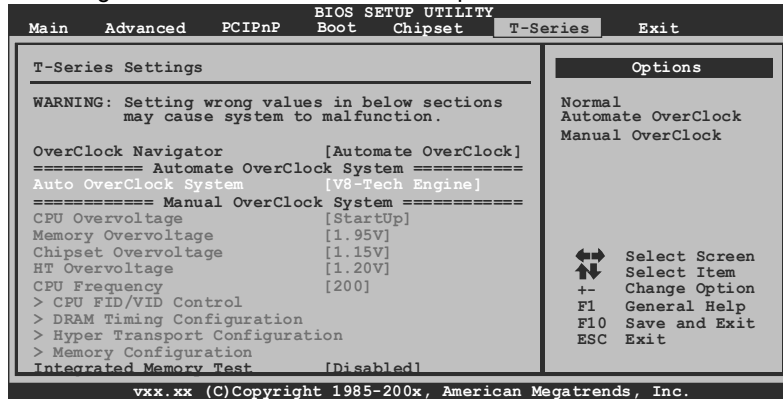 BIOS SETUP UTILITY
Main Advanced PCIPnP Boot Chipset T-Series Exit
T-Series Settings
WARNING: Setting wrong values in below sections
may cause system to malfunction.
OverClock Navigator [Automate OverClock]
=========== Automate OverClock System ===========
Auto OverClock System [V8-Tech Engine]
============ Manual OverClock System ============
CPU Overvoltage [StartUp]
Memory Overvoltage [1.95V]
Chipset Overvoltage [1.15V]
HT Overvoltage [1.20V]
CPU Frequency [200]
> CPU FID/VID Control
> DRAM Timing Configuration
> Hyper Transport Configuration
> Memory Configuration
Integrated Memory Test [Disabled]
Options
Normal
Automate OverClock
Manual OverClock
Select Screen
Select Item
+- Change Option
F1 General Help
F10 Save and Exit
ESC Exit
vxx.xx (C)Copyright 1985-200x, American Megatrends, Inc.